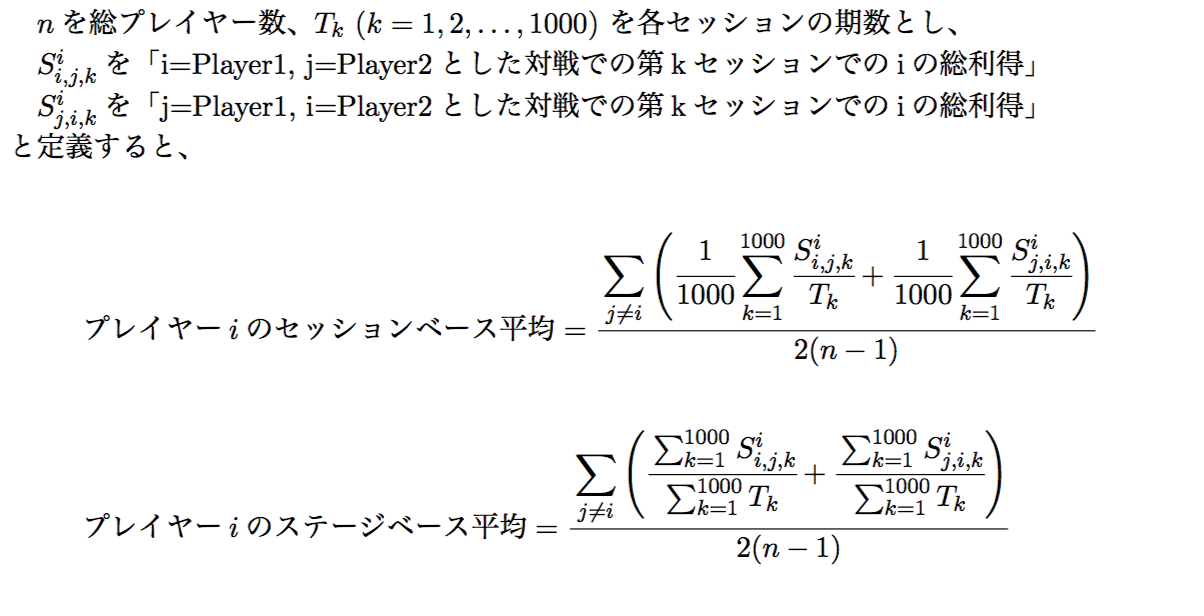 n を総プレイヤー数、T_k (k = 1, 2, . . . , 1000) を各セッションの期数とし、
S^i_{i,j,k} を「i=Player1, j=Player2 とした対戦での第 k セッションでの i の総利得」
S^i_{j,i,k} を「j=Player1, i=Player2 とした対戦での第 k セッションでの i の総利得」
と定義すると、
プレイヤー i のセッションベース平均 = \frac{\sum_{j \neq i} \left( \frac{1}{1000} \sum_{k=1}^{1000} \frac{S^i_{i,j,k}}{T_k} + \frac{1}{1000} \sum_{k=1}^{1000} \frac{S^i_{j,i,k}}{T_k} \right)}{2(n-1)}
プレイヤー i のステージベース平均 = \frac{\sum_{j \neq i} \left( \frac{\sum_{k=1}^{1000} S^i_{i,j,k}}{\sum_{k=1}^{1000} T_k} + \frac{\sum_{k=1}^{1000} S^i_{j,i,k}}{\sum_{k=1}^{1000} T_k} \right)}{2(n-1)}